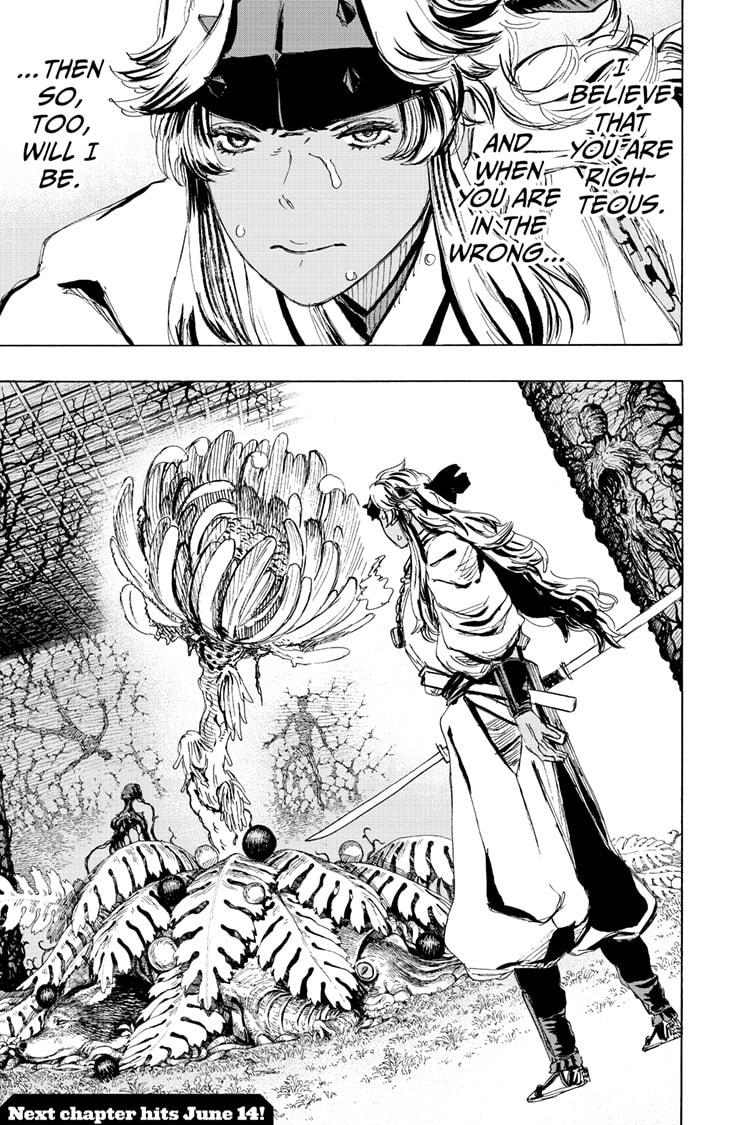 I
BELIEVE
THAT
YOU ARE
RIGH-
TEOUS.
AND
WHEN
YOU ARE
IN THE
WRONG...
...THEN
SO,
TOO,
WILL I
BE.
Next chapter hits June 14!